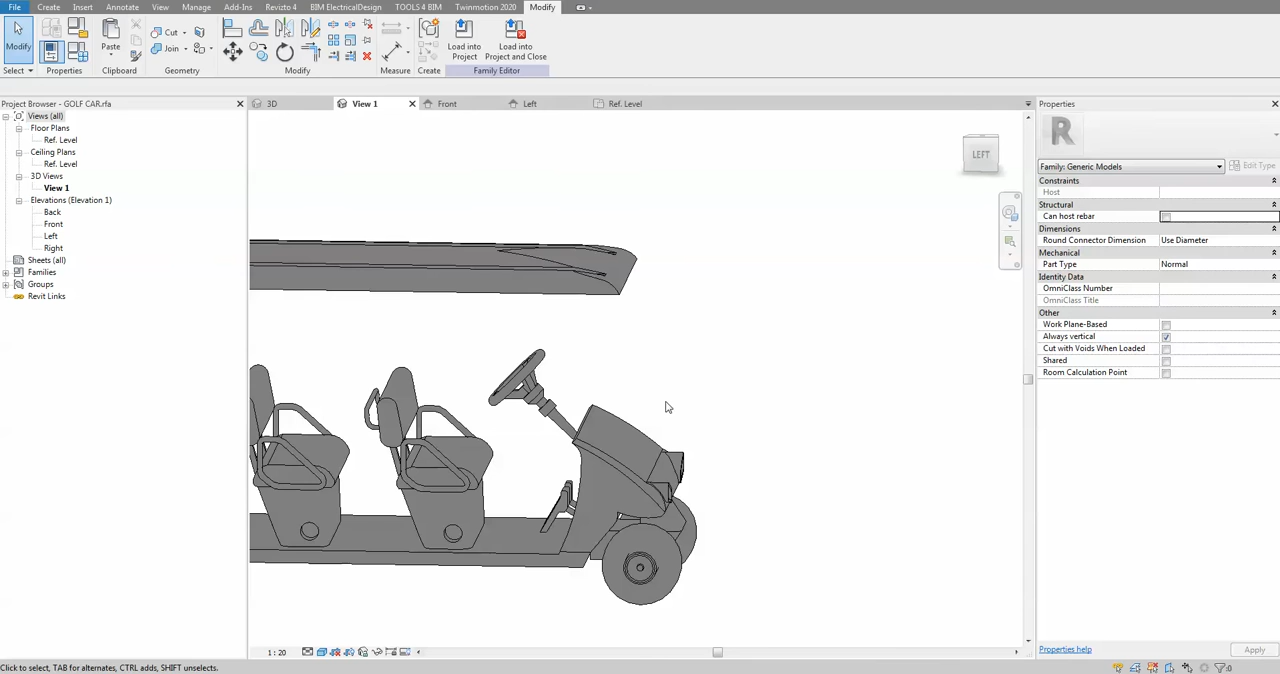 File Create Insert Annotate View Manage Add-Ins Revizto 4 BIM ElectricalDesign TOOLS 4 BIM Twinmotion 2020 Modify
Modify
Paste
Cut
Join
Load into
Project
Load into
Project and Close
Select Properties Clipboard Geometry Modify Measure Create Family Editor
Project Browser - GOLF CAR.rfa
3D View 1 Front Left Ref. Level
Properties
Views (all)
Floor Plans
Ref. Level
Ceiling Plans
Ref. Level
3D Views
View 1
Elevations (Elevation 1)
Back
Front
Left
Right
Sheets (all)
Families
Groups
Revit Links
LEFT
R
Family: Generic Models Edit Type
Constraints
Host
Structural
Can host rebar
Dimensions
Round Connector Dimension Use Diameter
Mechanical
Part Type Normal
Identity Data
OmniClass Number
OmniClass Title
Other
Work Plane-Based
Always vertical
Cut with Voids When Loaded
Shared
Room Calculation Point
1 : 20
Properties help Apply
Click to select, TAB for alternates, CTRL adds, SHIFT unselects.
:0